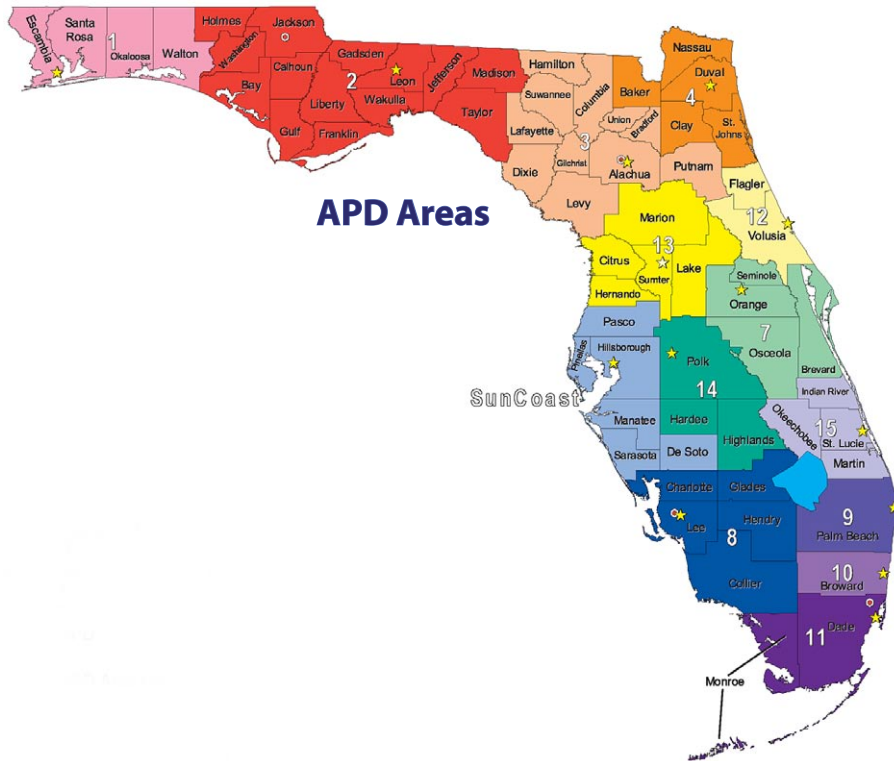 Escambia
Santa
Rosa
1
Okaloosa
Walton
Holmes
Jackson
Washington
Calhoun
Bay
Gulf
Liberty
Franklin
2
Gadsden
Leon
Wakulla
Jefferson
Madison
Taylor
Hamilton
Suwannee
Columbia
Lafayette
Union
Bradford
3
Gilchrist
Dixie
Alachua
Levy
Putnam
Nassau
Duval
Baker
4
Clay
St.
Johns
APD Areas
Flagler
12
Volusia
Marion
13
Citrus
Sumter
Lake
Hernando
Seminole
Orange
7
Osceola
Brevard
Pasco
Pinellas
Hillsborough
SunCoast
Manatee
Sarasota
De Soto
Polk
14
Hardee
Highlands
Indian River
Okeechobee
15
St. Lucie
Martin
Charlotte
Glades
Lee
Hendry
8
Collier
9
Palm Beach
10
Broward
11
Dade
Monroe